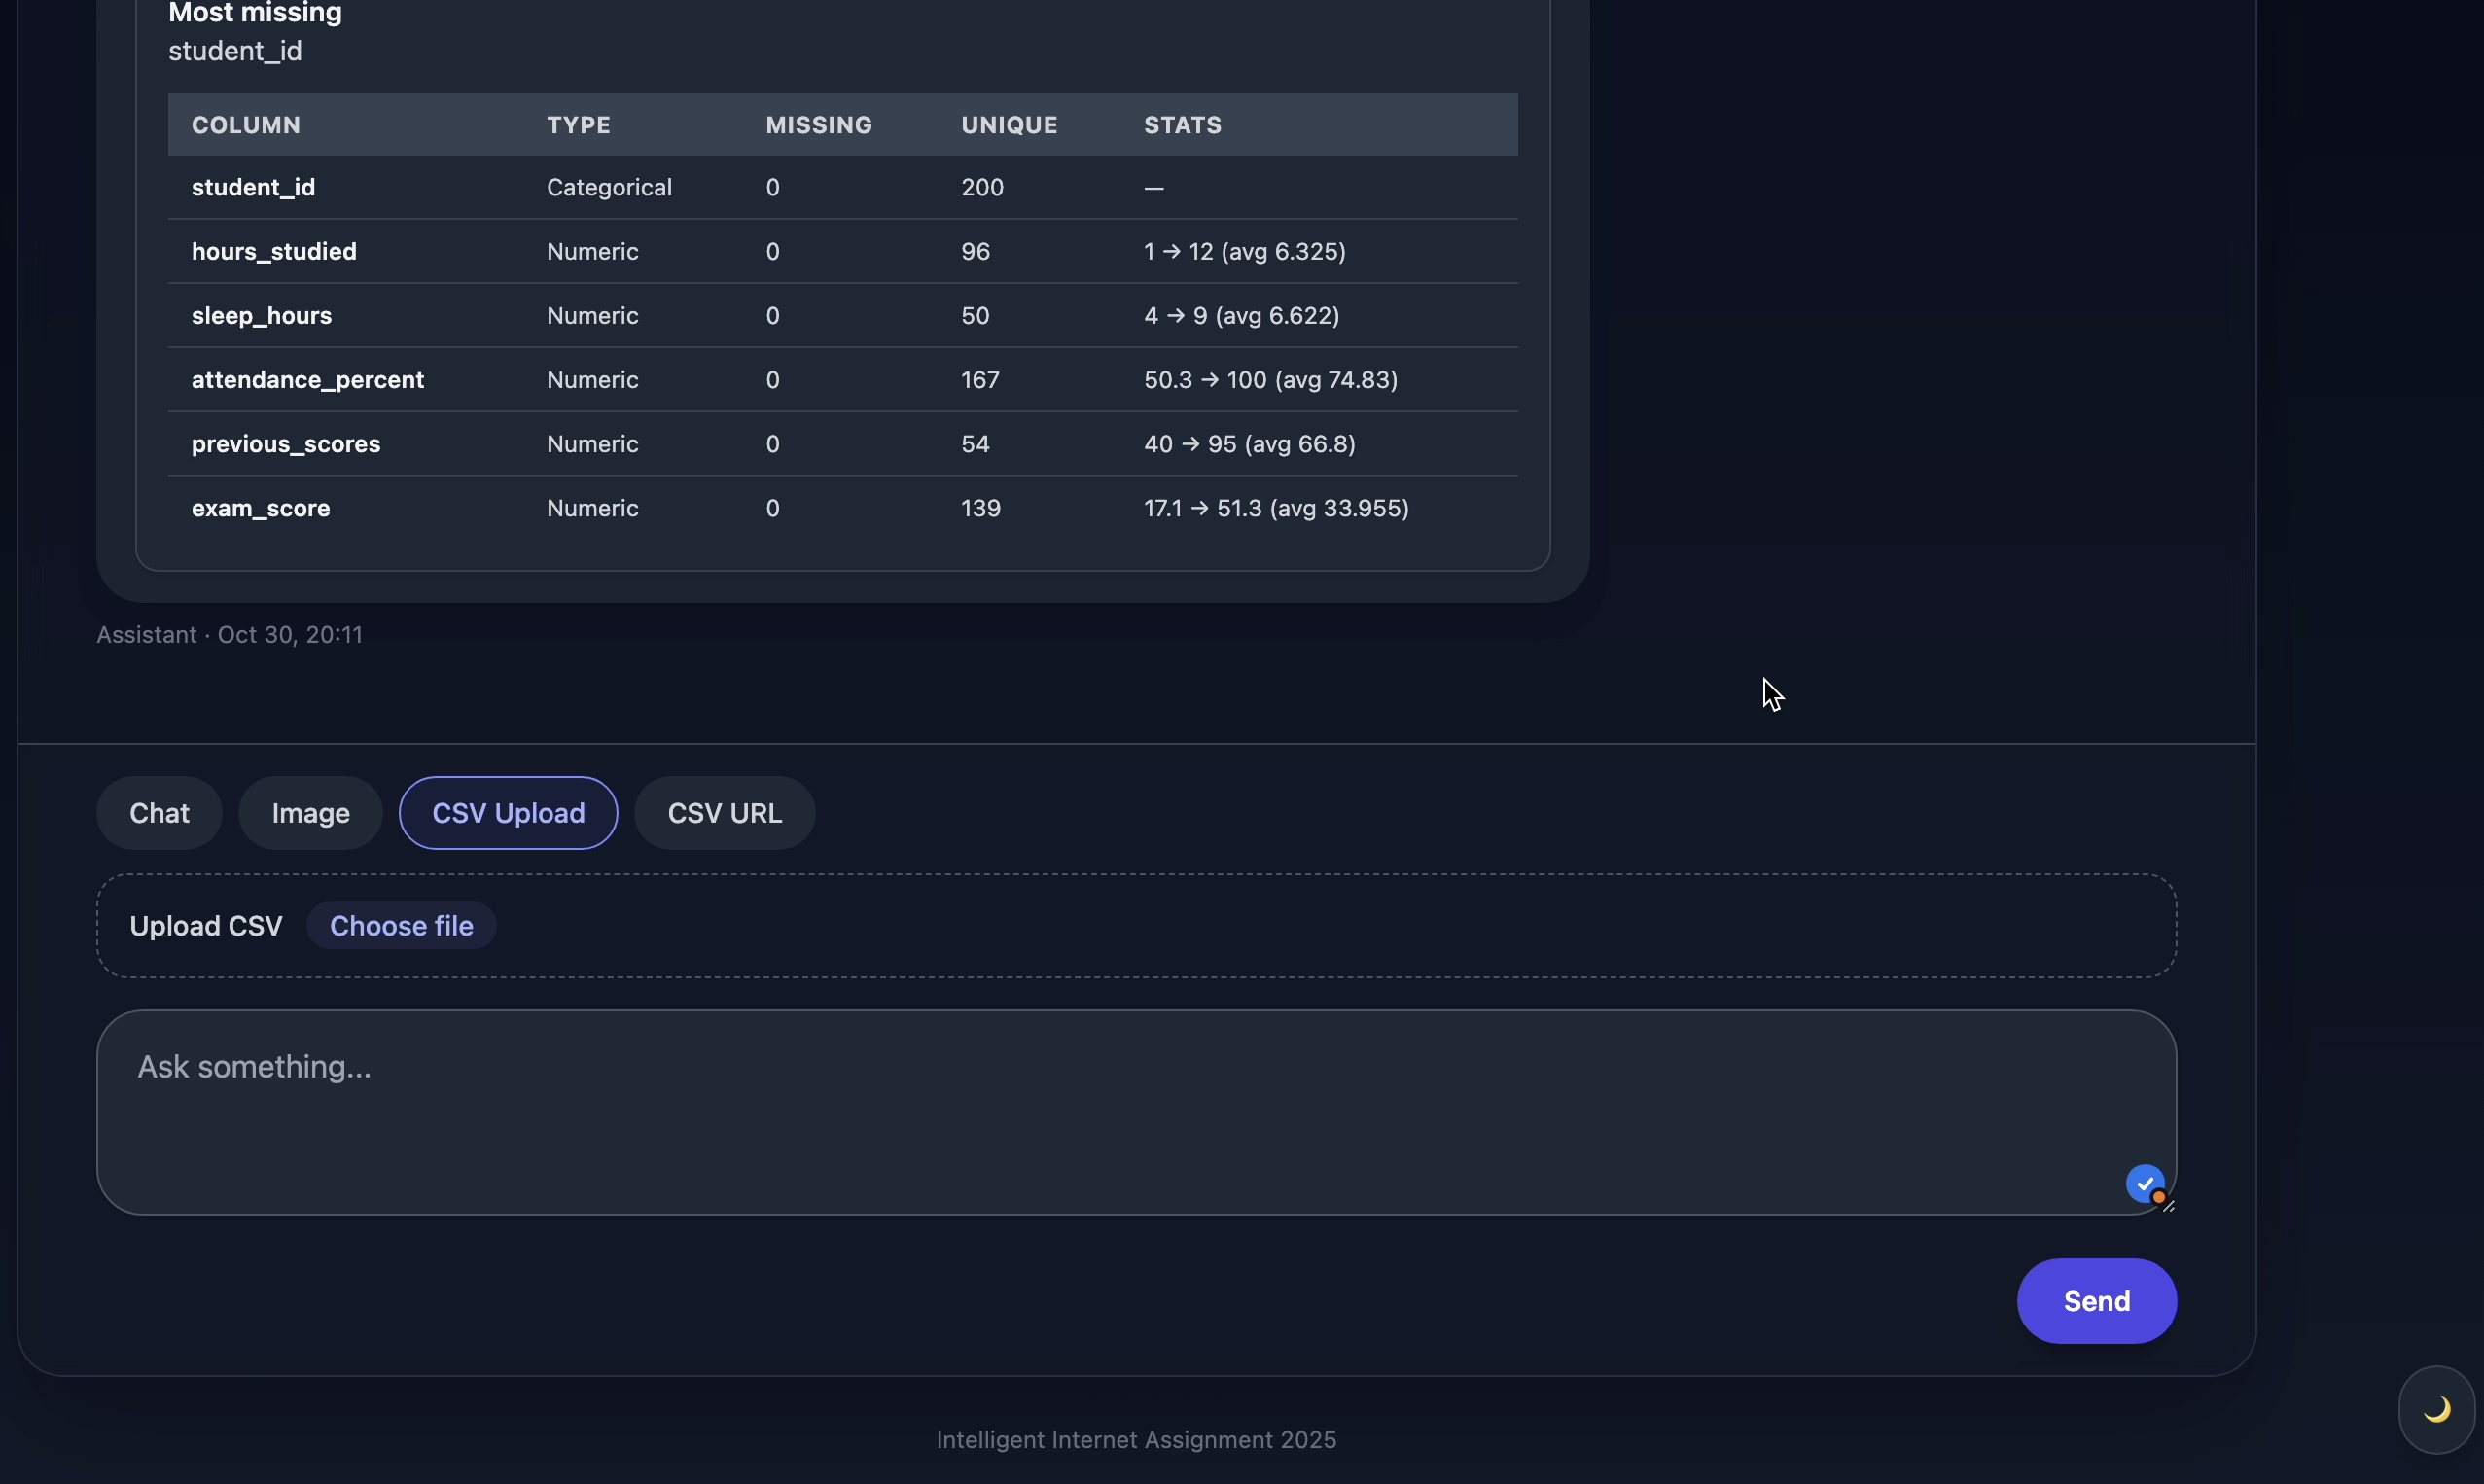 Most missing
student_id
COLUMN TYPE MISSING UNIQUE STATS
student_id Categorical 0 200 —
hours_studied Numeric 0 96 1 → 12 (avg 6.325)
sleep_hours Numeric 0 50 4 → 9 (avg 6.622)
attendance_percent Numeric 0 167 50.3 → 100 (avg 74.83)
previous_scores Numeric 0 54 40 → 95 (avg 66.8)
exam_score Numeric 0 139 17.1 → 51.3 (avg 33.955)
Assistant · Oct 30, 20:11
Chat Image CSV Upload CSV URL
Upload CSV Choose file
Ask something...
Send
Intelligent Internet Assignment 2025